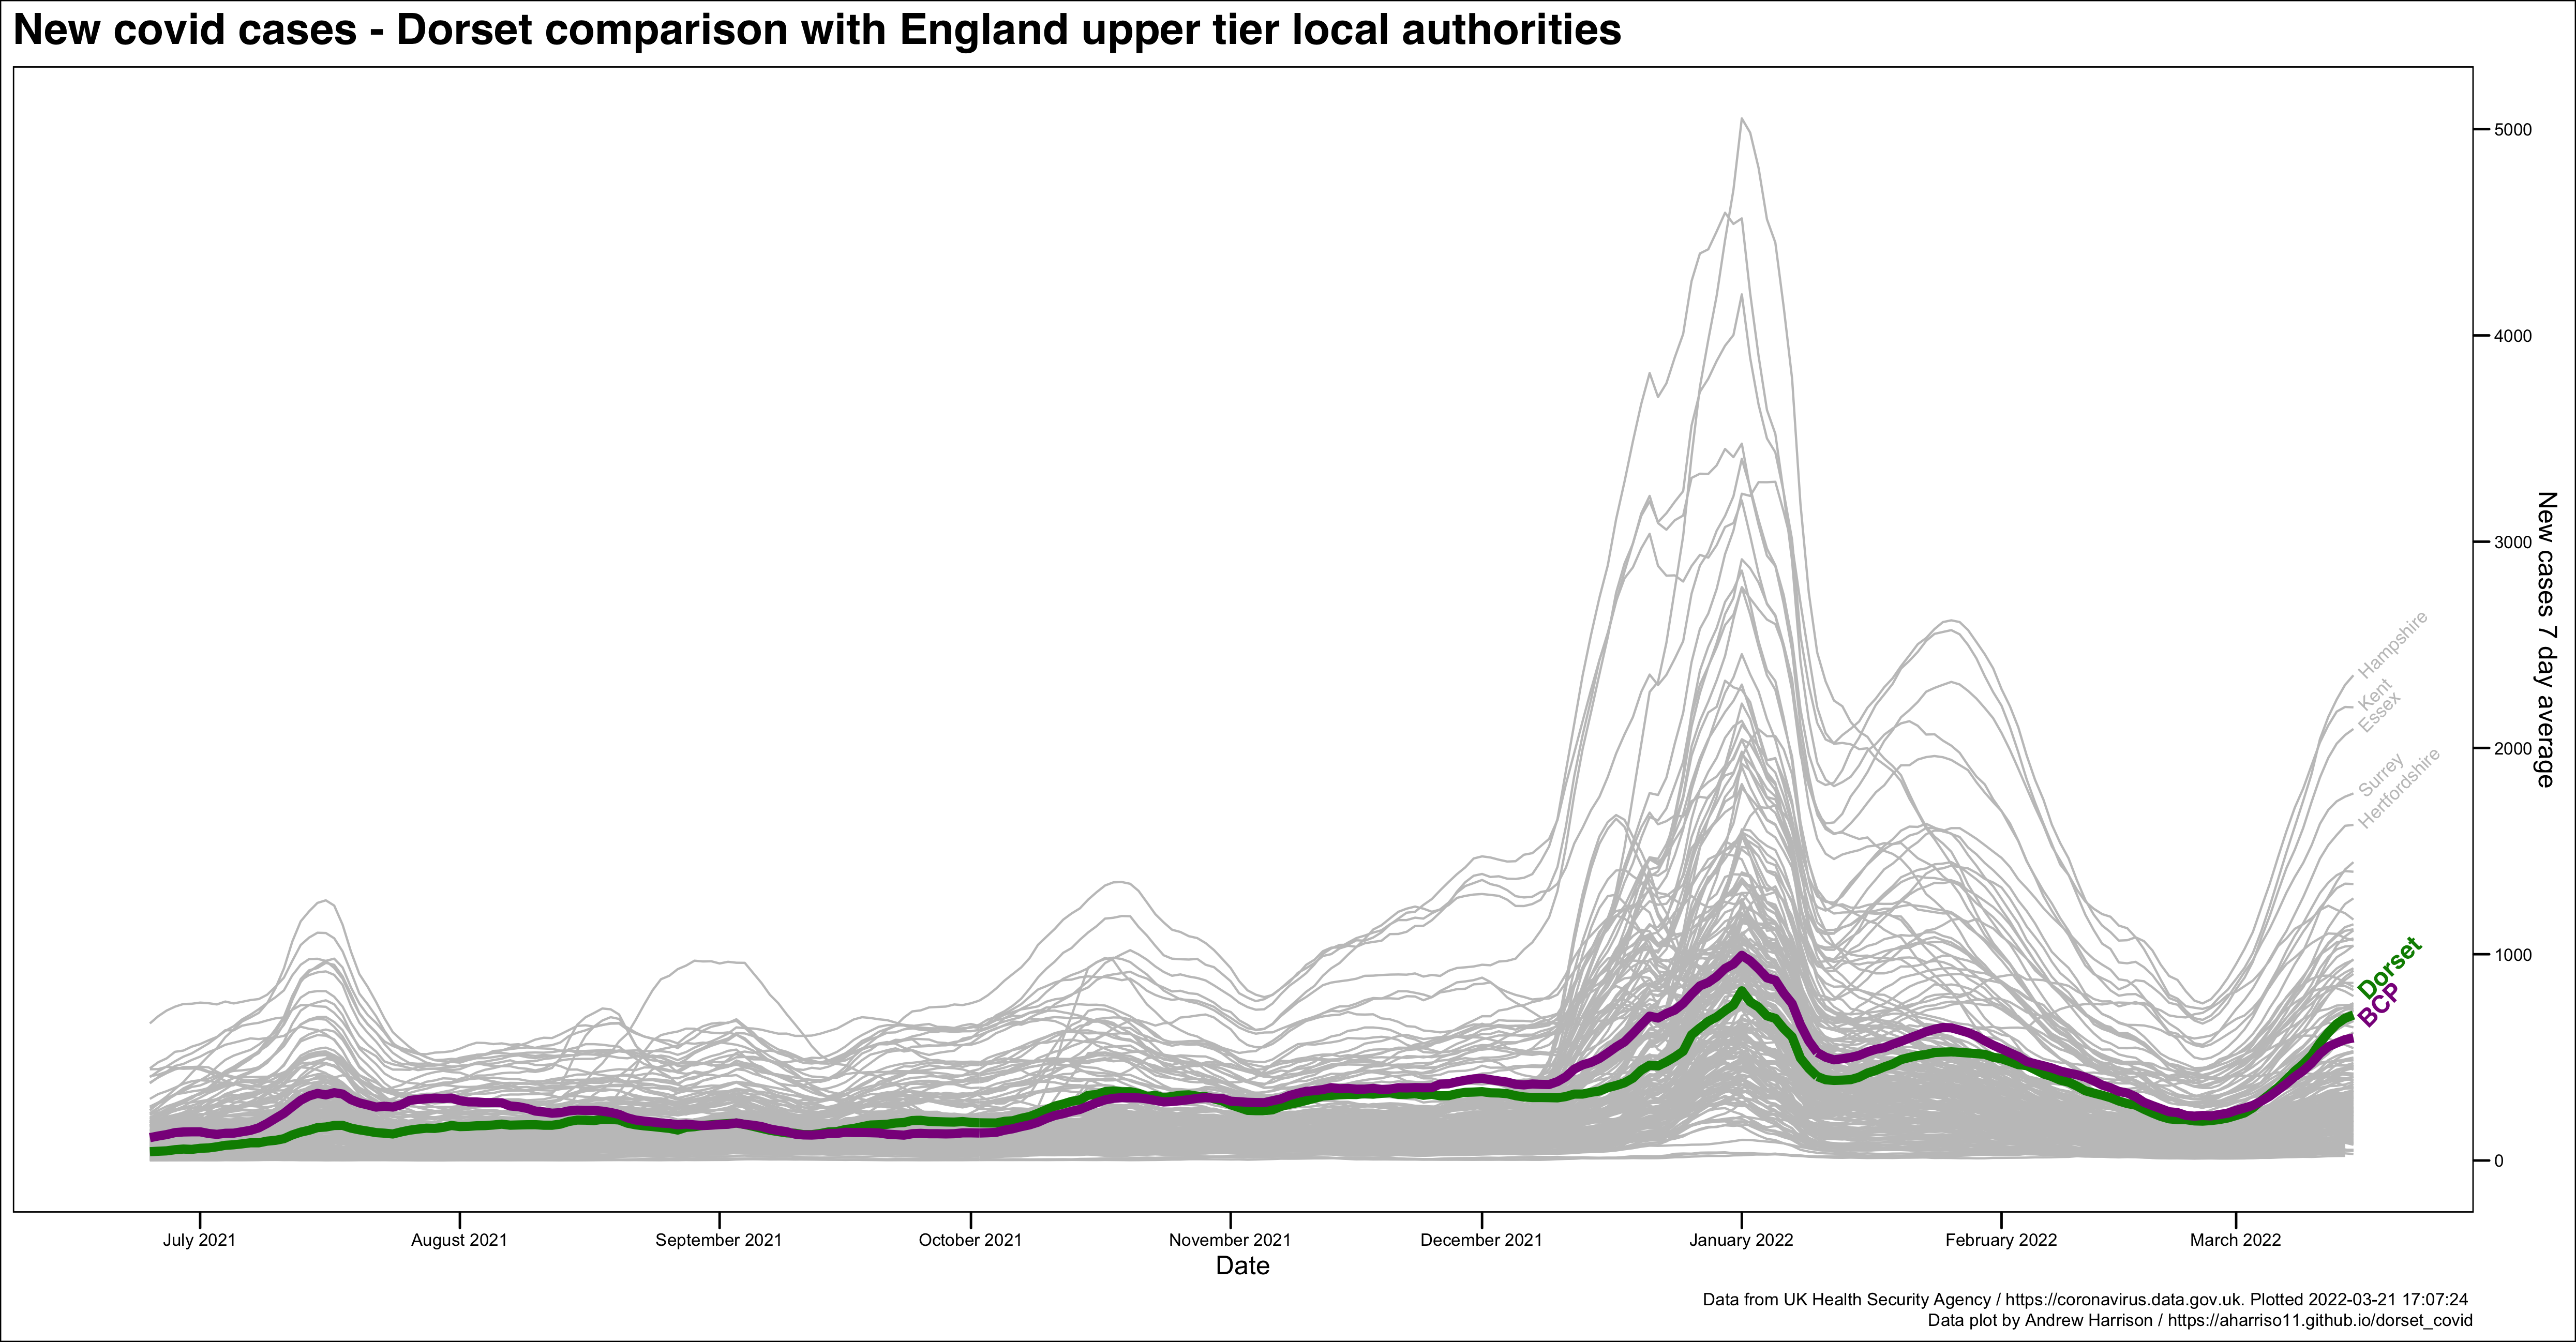 New covid cases - Dorset comparison with England upper tier local authorities
5000
4000
3000
2000
1000
0
New cases 7 day average
Hampshire
Kent
Essex
Surrey
Hertfordshire
Dorset
BCP
July 2021
August 2021
September 2021
October 2021
November 2021
December 2021
January 2022
February 2022
March 2022
Date
Data from UK Health Security Agency / https://coronavirus.data.gov.uk. Plotted 2022-03-21 17:07:24
Data plot by Andrew Harrison / https://aharriso11.github.io/dorset_covid